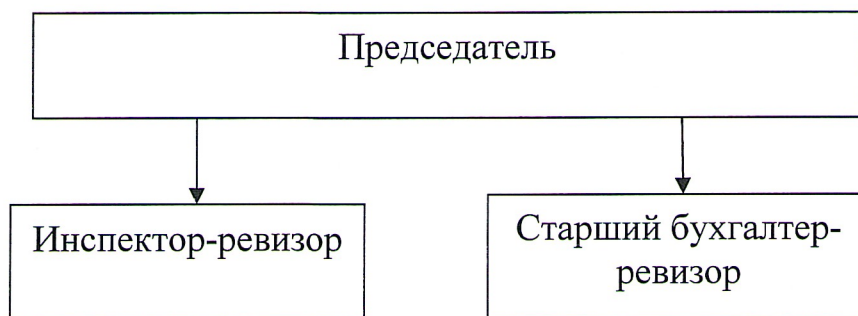 Председатель
Инспектор-ревизор
Старший бухгалтер-
ревизор